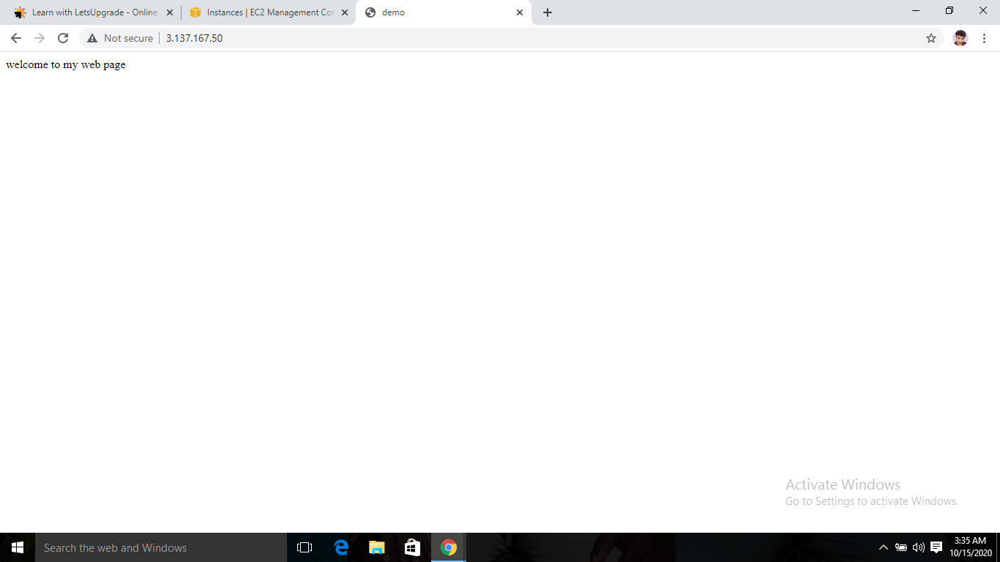 Learn with LetsUpgrade - Online
Instances | EC2 Management Cor
demo
Not secure
3.137.167.50
welcome to my web page
Activate Windows
Go to Settings to activate Windows.
Search the web and Windows
3:35 AM
10/15/2020